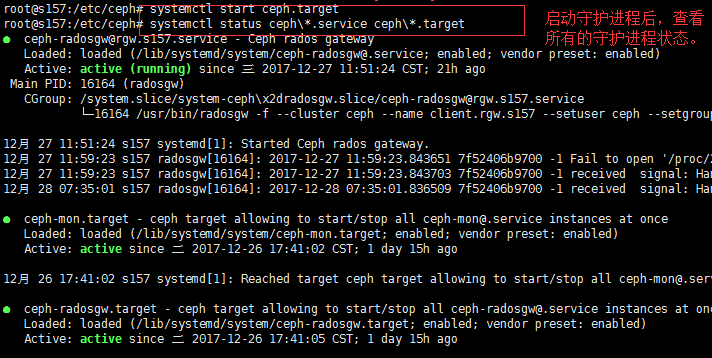 root@s157:/etc/ceph# systemctl start ceph.target
root@s157:/etc/ceph# systemctl status ceph\*.service ceph\*.target
启动守护进程后，查看
所有的守护进程状态。
● ceph-radosgw@rgw.s157.service - Ceph rados gateway
Loaded: loaded (/lib/systemd/system/ceph-radosgw@.service; enabled; vendor preset: enabled)
Active: active (running) since 三 2017-12-27 11:51:24 CST; 21h ago
Main PID: 16164 (radosgw)
CGroup: /system.slice/system-ceph\x2dradosgw.slice/ceph-radosgw@rgw.s157.service
└─16164 /usr/bin/radosgw -f --cluster ceph --name client.rgw.s157 --setuser ceph --setgroup
12月 27 11:51:24 s157 systemd[1]: Started Ceph rados gateway.
12月 27 11:59:23 s157 radosgw[16164]: 2017-12-27 11:59:23.843651 7f52406b9700 -1 Fail to open '/proc/2
12月 27 11:59:23 s157 radosgw[16164]: 2017-12-27 11:59:23.843703 7f52406b9700 -1 received  signal: Han
12月 28 07:35:01 s157 radosgw[16164]: 2017-12-28 07:35:01.836509 7f52406b9700 -1 received  signal: Han
● ceph-mon.target - ceph target allowing to start/stop all ceph-mon@.service instances at once
Loaded: loaded (/lib/systemd/system/ceph-mon.target; enabled; vendor preset: enabled)
Active: active since 二 2017-12-26 17:41:02 CST; 1 day 15h ago
12月 26 17:41:02 s157 systemd[1]: Reached target ceph target allowing to start/stop all ceph-mon@.serv
● ceph-radosgw.target - ceph target allowing to start/stop all ceph-radosgw@.service instances at once
Loaded: loaded (/lib/systemd/system/ceph-radosgw.target; enabled; vendor preset: enabled)
Active: active since 二 2017-12-26 17:41:05 CST; 1 day 15h ago